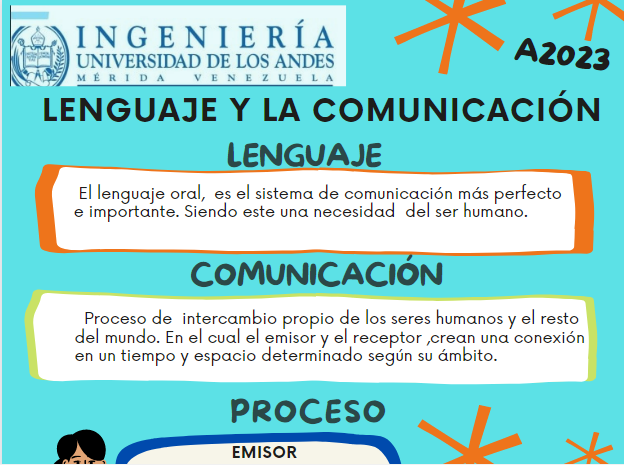 INGENIERÍA
UNIVERSIDAD DE LOS ANDES
MÉRIDA VENEZUELA
A2023
LENGUAJE Y LA COMUNICACIÓN
LENGUAJE
El lenguaje oral, es el sistema de comunicación más perfecto
e importante. Siendo este una necesidad del ser humano.
COMUNICACIÓN
Proceso de intercambio propio de los seres humanos y el resto
del mundo. En el cual el emisor y el receptor ,crean una conexión
en un tiempo y espacio determinado según su ámbito.
PROCESO
EMISOR